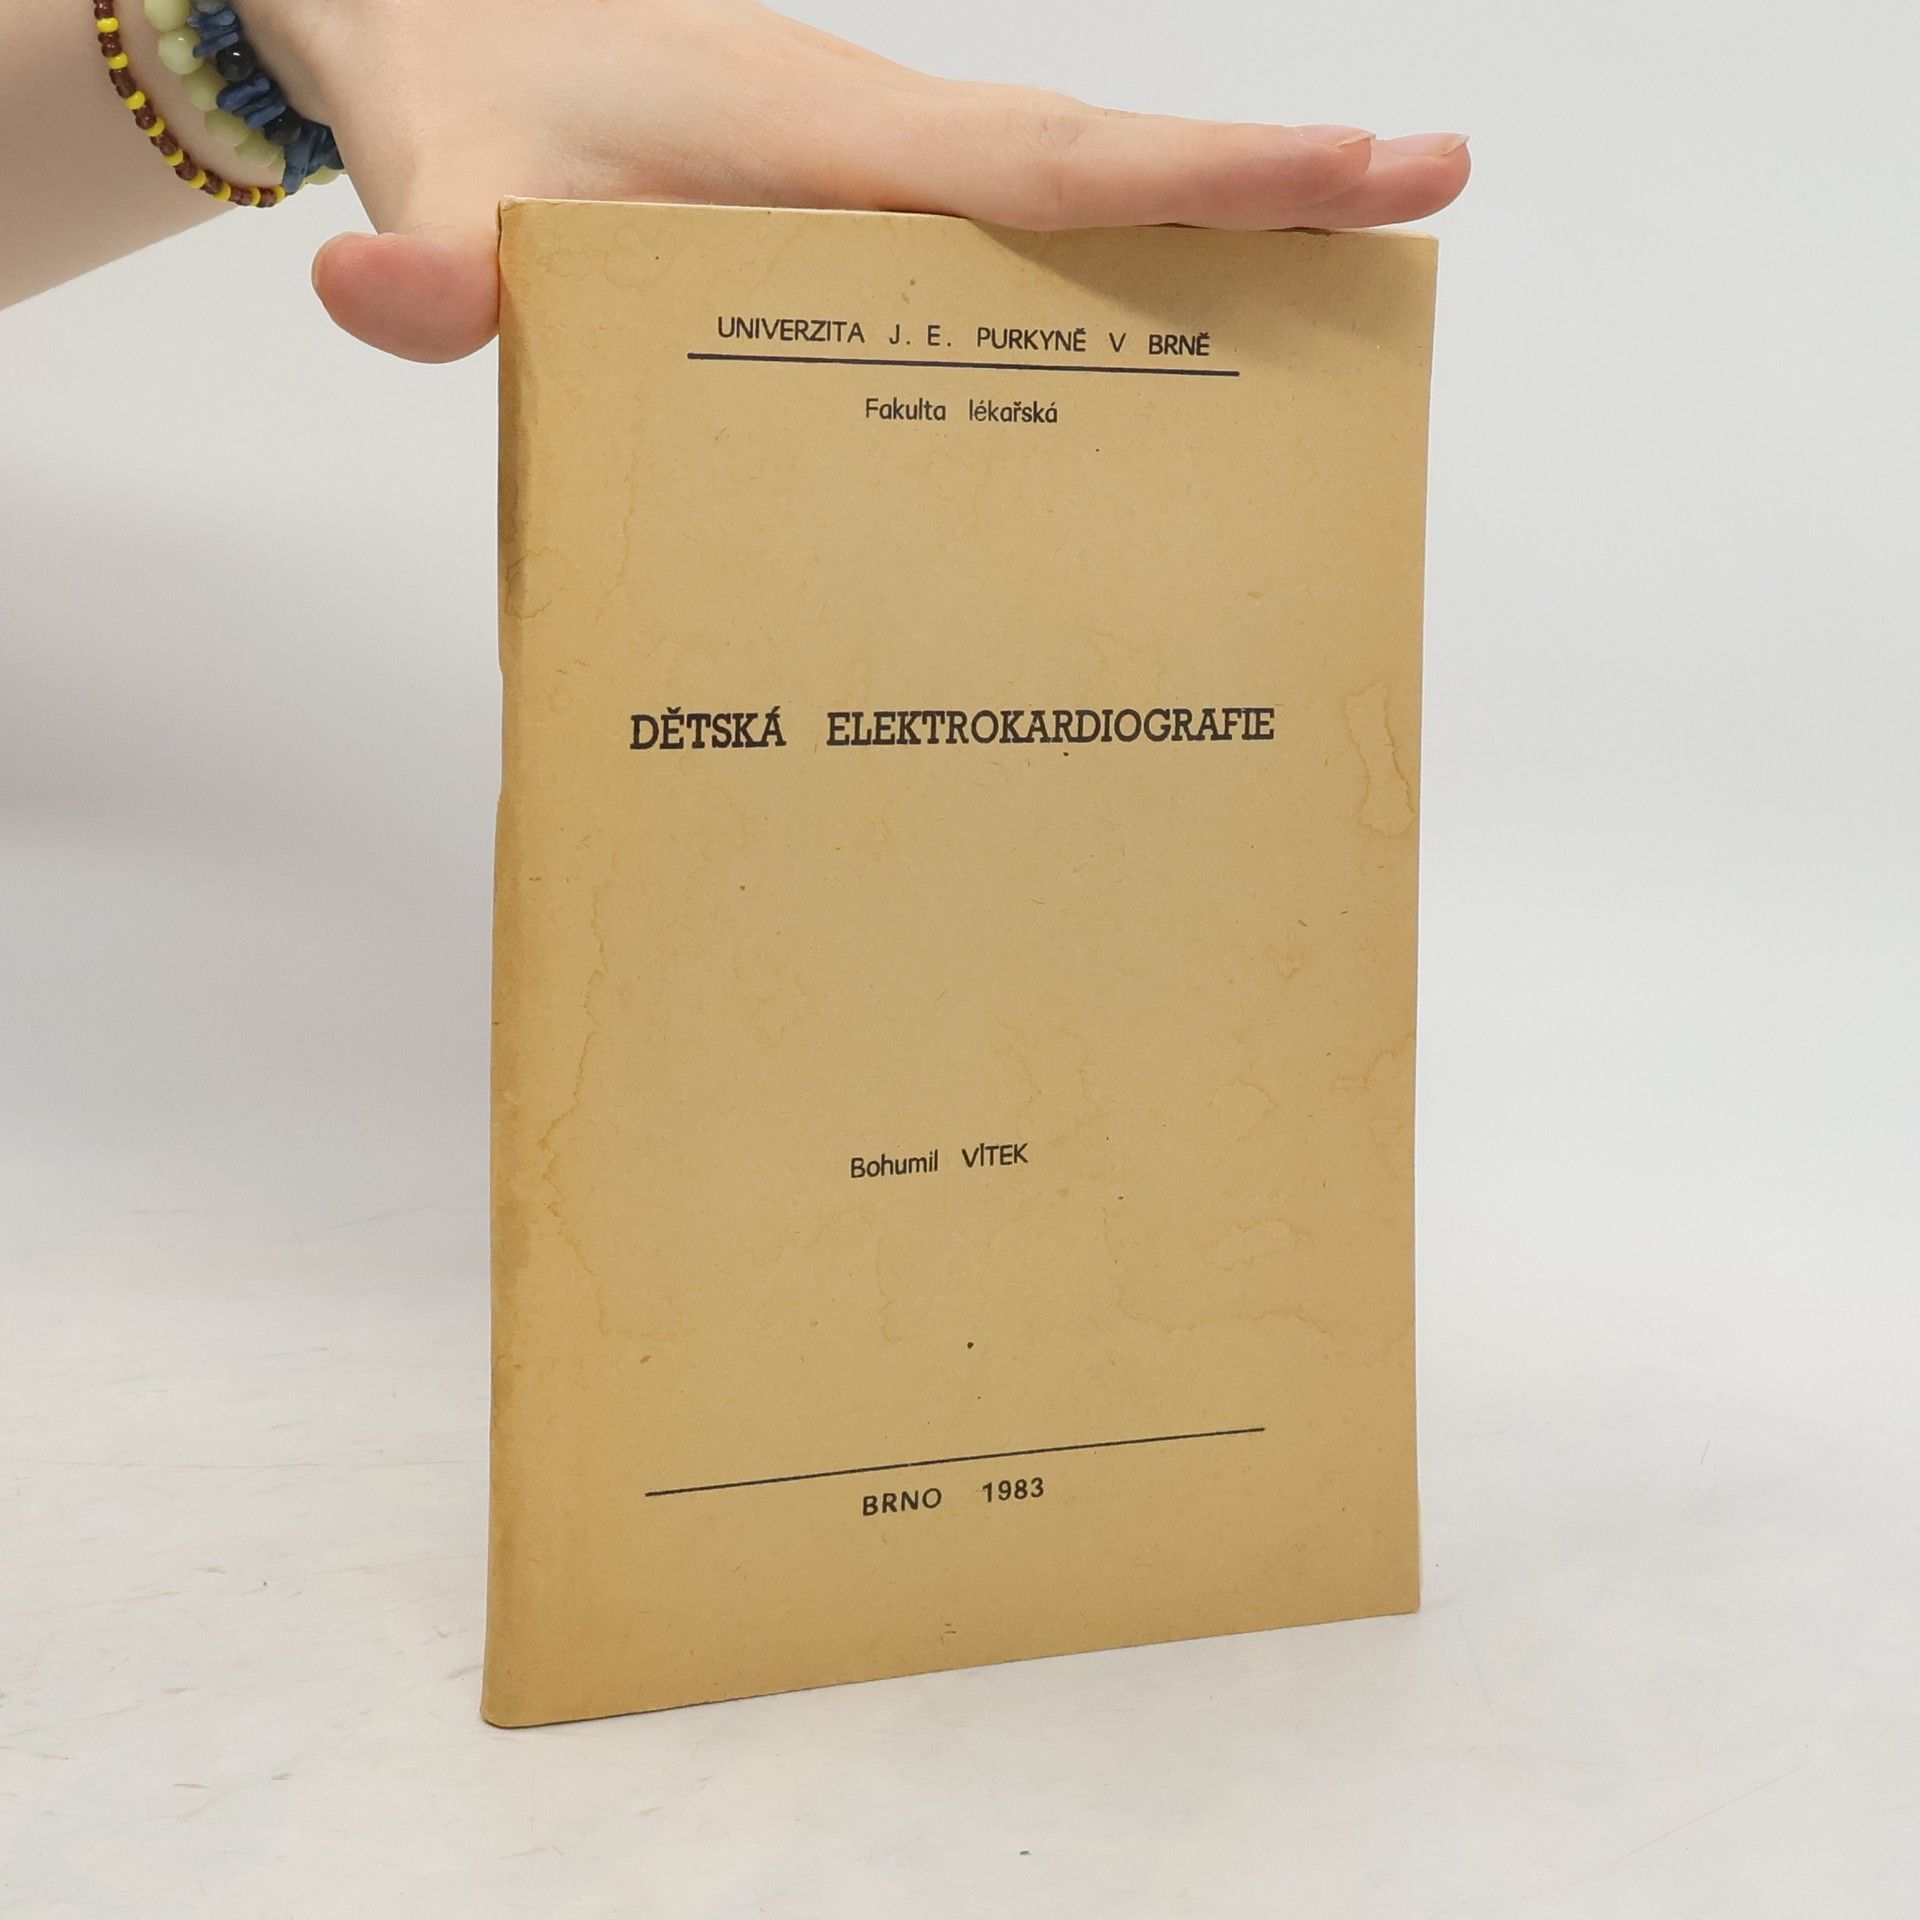 UNIVERZITA J. E. PURKYNĚ V BRNĚ
Fakulta lékařská
DĚTSKÁ ELEKTROKARDIOGRAFIE
Bohumil VÍTEK
BRNO 1983